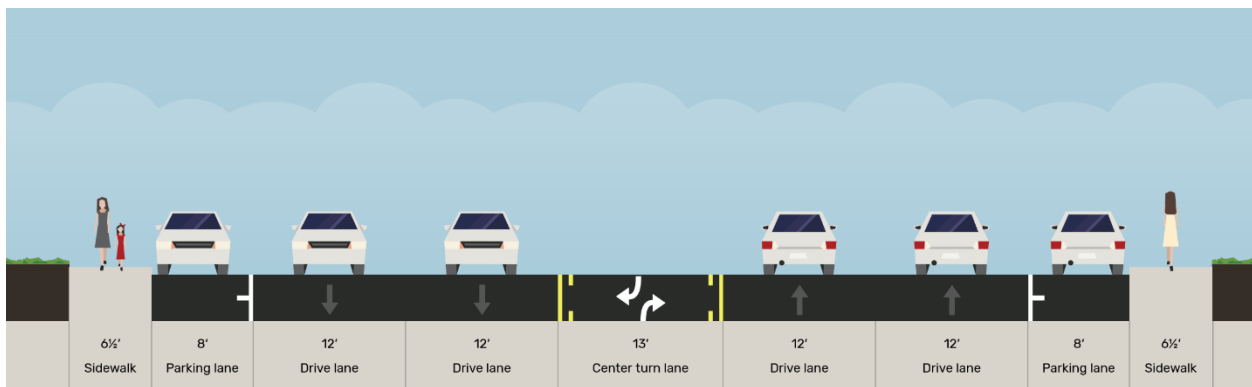 6½′
Sidewalk
8′
Parking lane
12′
Drive lane
12′
Drive lane
13′
Center turn lane
12′
Drive lane
12′
Drive lane
8′
Parking lane
6½′
Sidewalk